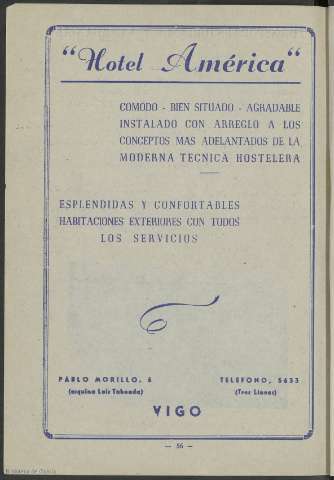 "Hotel América"
COMODO - BIEN SITUADO - AGRADABLE
INSTALADO CON ARREGLO A LOS
CONCEPTOS MAS ADELANTADOS DE LA
MODERNA TECNICA HOSTELERA
ESPLENDIDAS Y CONFORTABLES
HABITACIONES EXTERIORES CON TODOS
LOS SERVICIOS
PABLO MORILLO, 6
TELEFONO, 5633
(esquina Luis Taboada)
(Tres Lineas)
VIGO
— 56 —